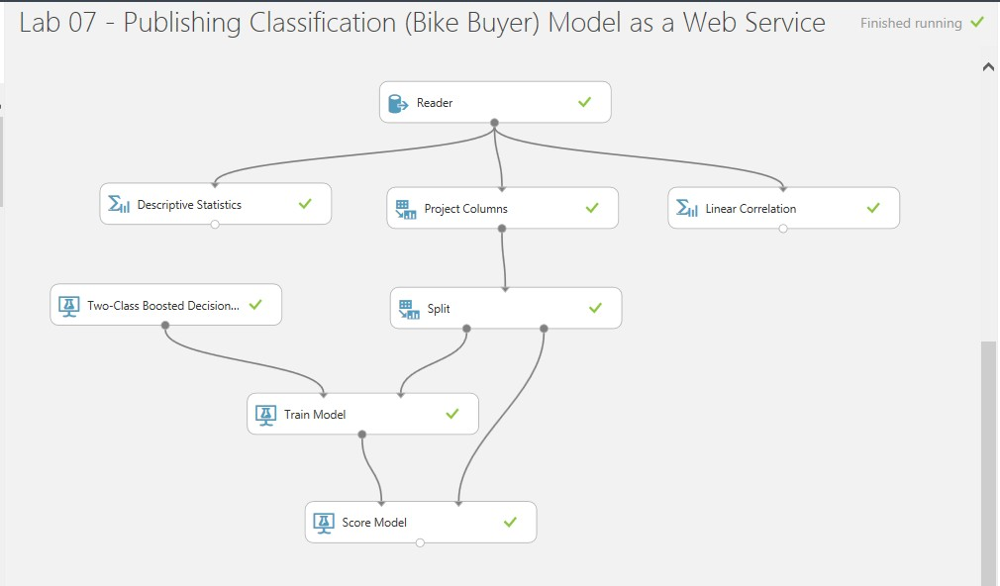 Lab 07 - Publishing Classification (Bike Buyer) Model as a Web Service
Finished running
Reader
Descriptive Statistics
Project Columns
Linear Correlation
Two-Class Boosted Decision...
Split
Train Model
Score Model